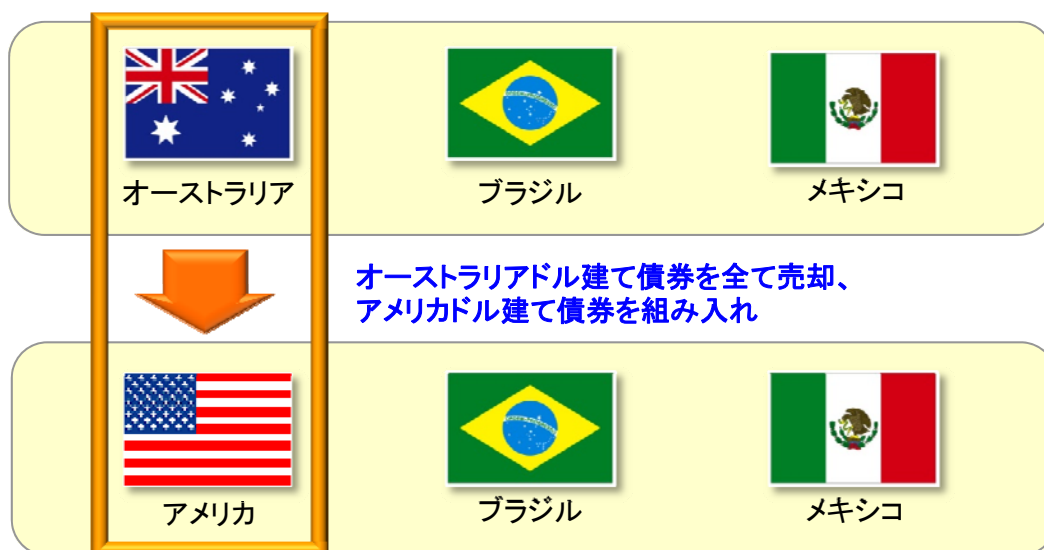 オーストラリア
ブラジル
メキシコ
オーストラリアドル建て債券を全て売却、
アメリカドル建て債券を組み入れ
アメリカ
ブラジル
メキシコ